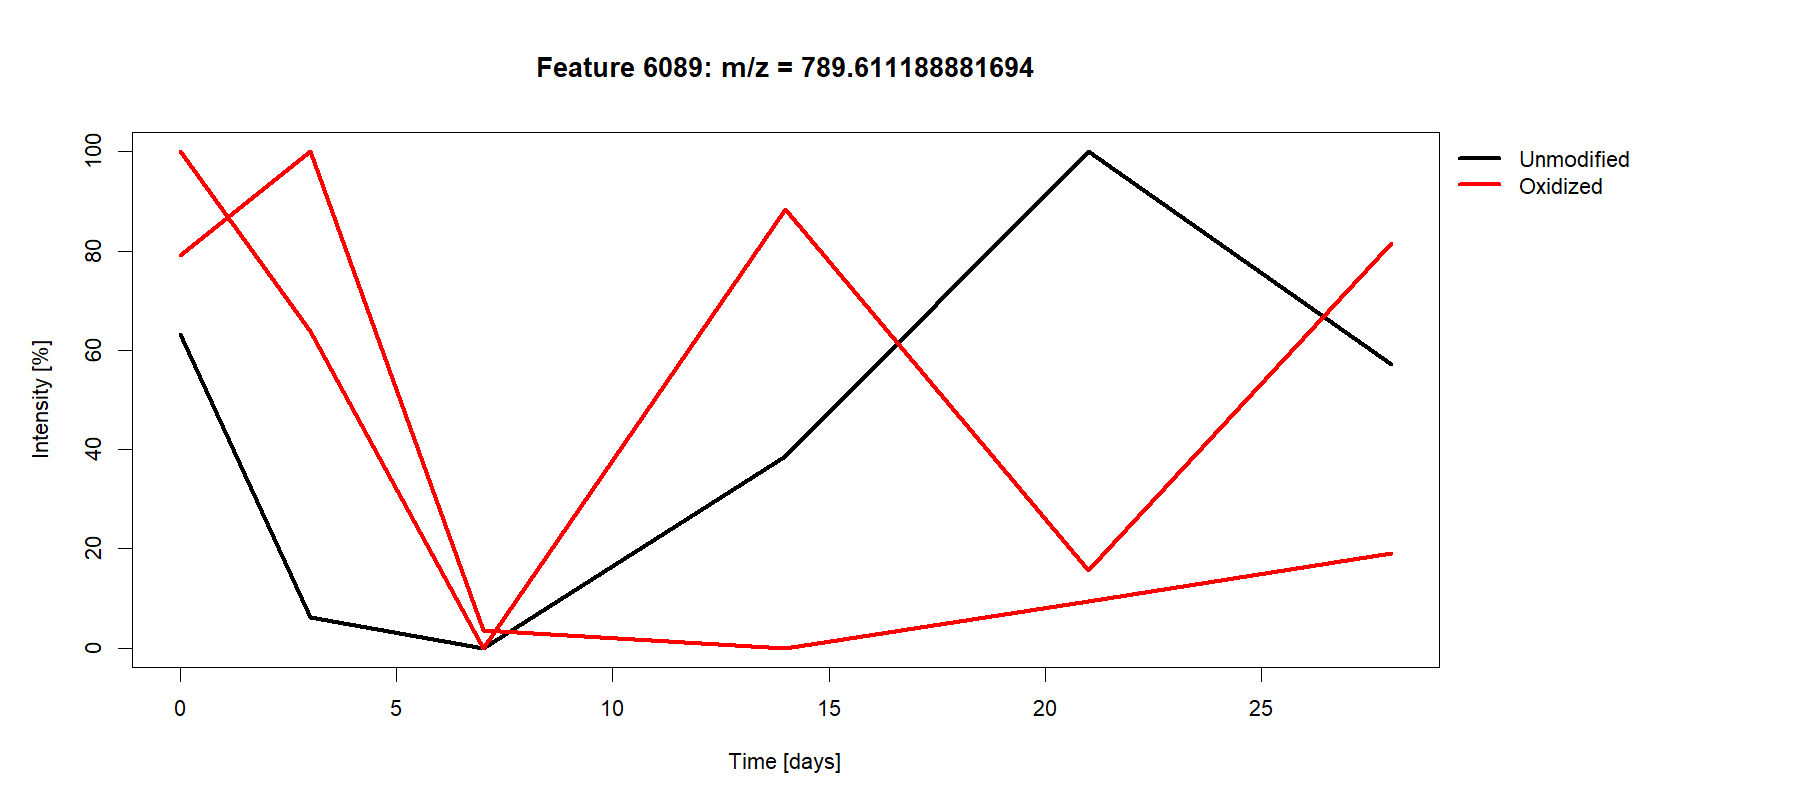 Feature 6089: m/z = 789.611188881694
Unmodified
Oxidized
Intensity [%]
100
80
60
40
20
0
0 5 10 15 20 25
Time [days]